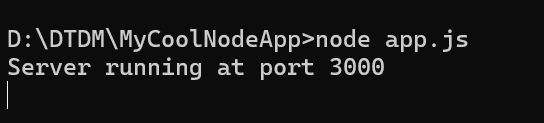 D:\DTDM\MyCoolNodeApp>node app.js
Server running at port 3000